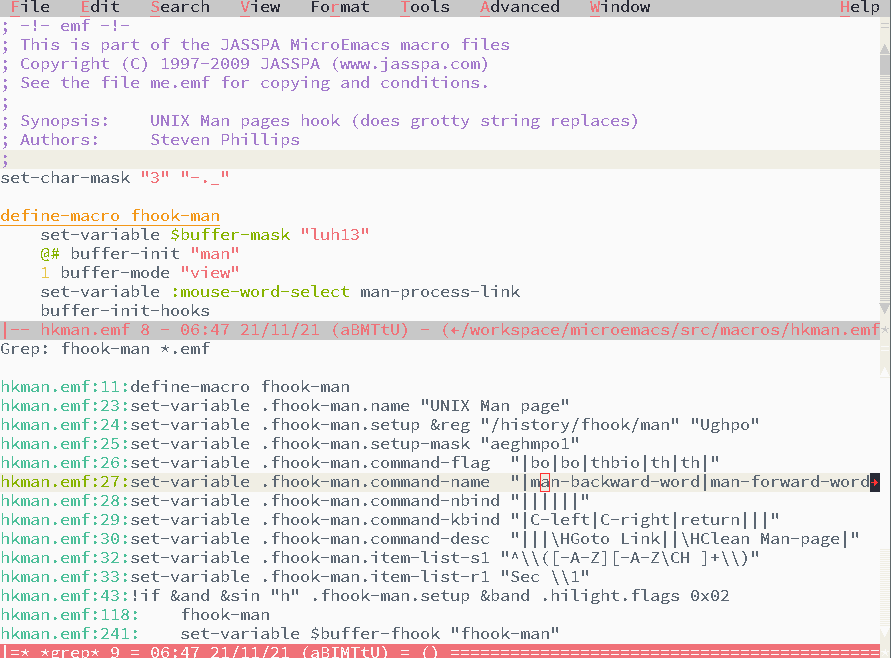 File Edit Search View Format Tools Advanced Window Help
; -!- emf -!-
; This is part of the JASSPA MicroEmacs macro files
; Copyright (C) 1997-2009 JASSPA (www.jasspa.com)
; See the file me.emf for copying and conditions.
;
; Synopsis:    UNIX Man pages hook (does grotty string replaces)
; Authors:     Steven Phillips
;
set-char-mask "3" "-._"
define-macro fhook-man
    set-variable $buffer-mask "luh13"
    @# buffer-init "man"
    1 buffer-mode "view"
    set-variable :mouse-word-select man-process-link
    buffer-init-hooks
|-- hkman.emf 8 - 06:47 21/11/21 (aBMTtU) - (←/workspace/microemacs/src/macros/hkman.emf
Grep: fhook-man *.emf
hkman.emf:11:define-macro fhook-man
hkman.emf:23:set-variable .fhook-man.name "UNIX Man page"
hkman.emf:24:set-variable .fhook-man.setup &reg "/history/fhook/man" "Ughpo"
hkman.emf:25:set-variable .fhook-man.setup-mask "aeghmpo1"
hkman.emf:26:set-variable .fhook-man.command-flag  "|bo|bo|thbio|th|th|"
hkman.emf:27:set-variable .fhook-man.command-name  "|man-backward-word|man-forward-word→
hkman.emf:28:set-variable .fhook-man.command-nbind "||||||"
hkman.emf:29:set-variable .fhook-man.command-kbind "|C-left|C-right|return|||"
hkman.emf:30:set-variable .fhook-man.command-desc  "|||\HGoto Link||\HClean Man-page|"
hkman.emf:32:set-variable .fhook-man.item-list-s1 "^\\([-A-Z][-A-Z\CH ]+\\)"
hkman.emf:33:set-variable .fhook-man.item-list-r1 "Sec \\1"
hkman.emf:43:!if &and &sin "h" .fhook-man.setup &band .hilight.flags 0x02
hkman.emf:118:    fhook-man
hkman.emf:241:    set-variable $buffer-fhook "fhook-man"
|=* *grep* 9 = 06:47 21/11/21 (aBIMTtU) = () ===========================================